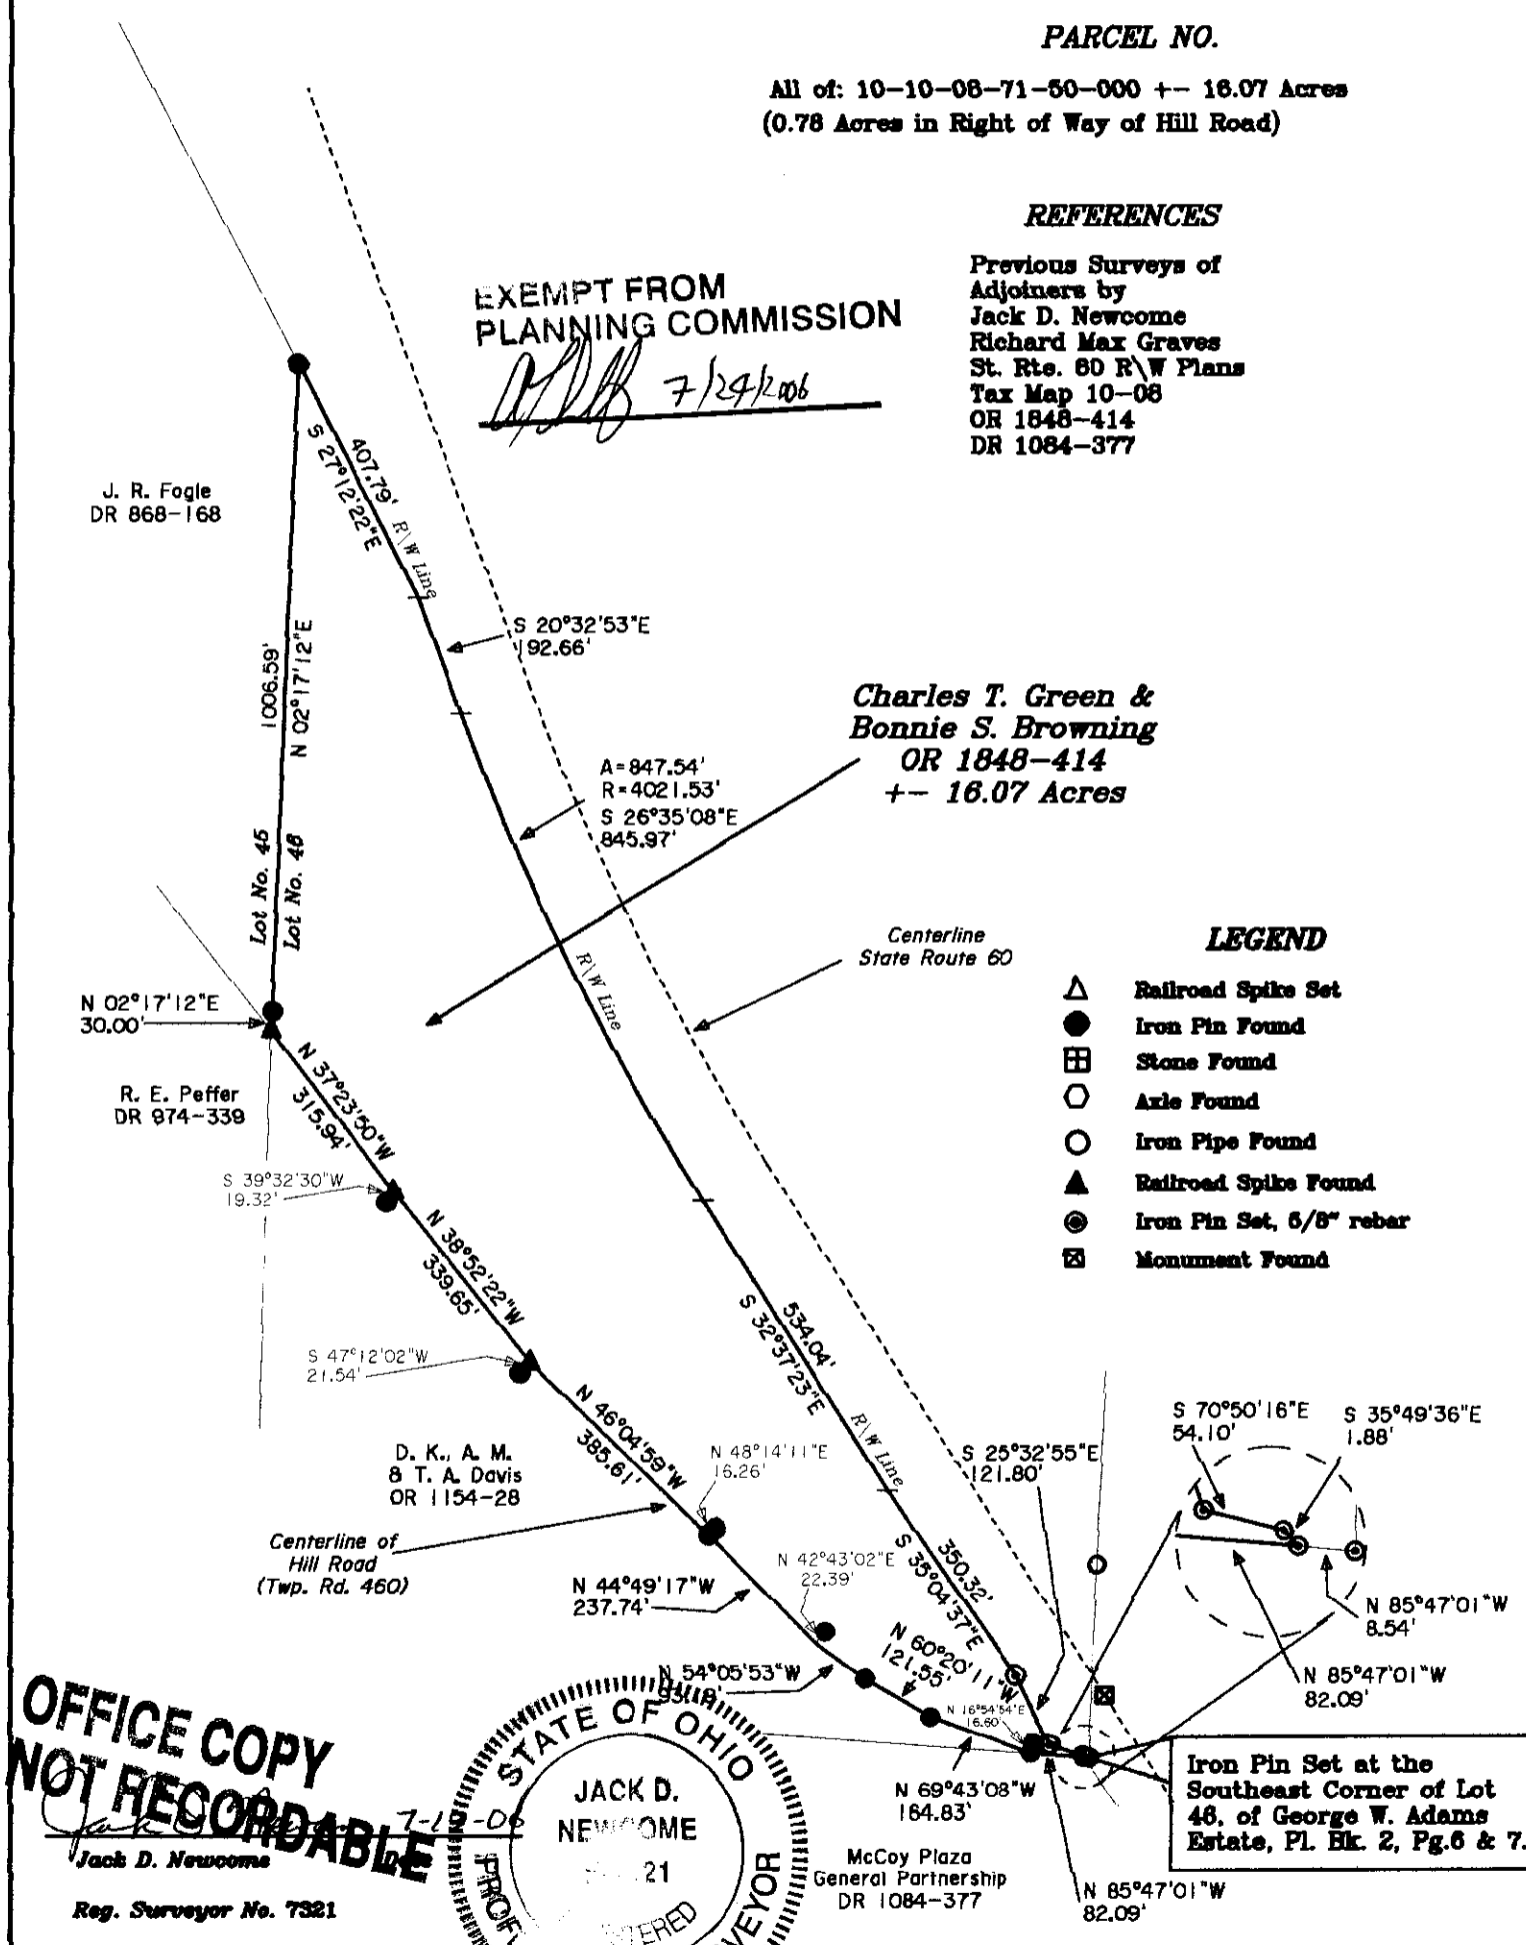 PARCEL NO.
All of: 10-10-08-71-50-000 +- 16.07 Acres
(0.78 Acres in Right of Way of Hill Road)
REFERENCES
Previous Surveys of
Adjoiners by
Jack D. Newcome
Richard Max Graves
St. Rte. 60 R\W Plans
Tax Map 10-08
OR 1848-414
DR 1084-377
EXEMPT FROM
PLANNING COMMISSION
7/24/2006
J. R. Fogle
DR 868-168
407.79'
S 27°12'22"E
R\W Line
S 20°32'53"E
192.66'
1006.59'
N 02°17'12"E
Charles T. Green &
Bonnie S. Browning
OR 1848-414
+- 16.07 Acres
A=847.54'
R=4021.53'
S 26°35'08"E
845.97'
Lot No. 45
Lot No. 46
Centerline
State Route 60
R\W Line
N 02°17'12"E
30.00'
LEGEND
Railroad Spike Set
Iron Pin Found
Stone Found
Axle Found
Iron Pipe Found
Railroad Spike Found
Iron Pin Set, 5/8" rebar
Monument Found
R. E. Peffer
DR 974-339
N 37°23'50"W
315.94'
S 39°32'30"W
19.32'
N 38°52'22"W
339.65'
S 47°12'02"W
21.54'
534.04'
S 32°37'23"E
R\W Line
D. K., A. M.
& T. A. Davis
OR 1154-28
N 46°04'59"W
385.61'
N 48°14'11"E
16.26'
S 25°32'55"E
121.80'
S 70°50'16"E
54.10'
S 35°49'36"E
1.88'
Centerline of
Hill Road
(Twp. Rd. 460)
N 44°49'17"W
237.74'
N 42°43'02"E
22.39'
350.32'
S 35°04'37"E
N 85°47'01"W
8.54'
N 85°47'01"W
82.09'
N 60°20'11"W
121.55'
N 54°05'53"W
N 16°54'54"E
16.60'
N 69°43'08"W
164.83'
McCoy Plaza
General Partnership
DR 1084-377
N 85°47'01"W
82.09'
Iron Pin Set at the
Southeast Corner of Lot
46, of George W. Adams
Estate, Pl. Bk. 2, Pg.6 & 7.
OFFICE COPY
NOT RECORDABLE
Jack D. Newcome
Reg. Surveyor No. 7321
STATE OF OHIO
JACK D.
NEWCOME
21